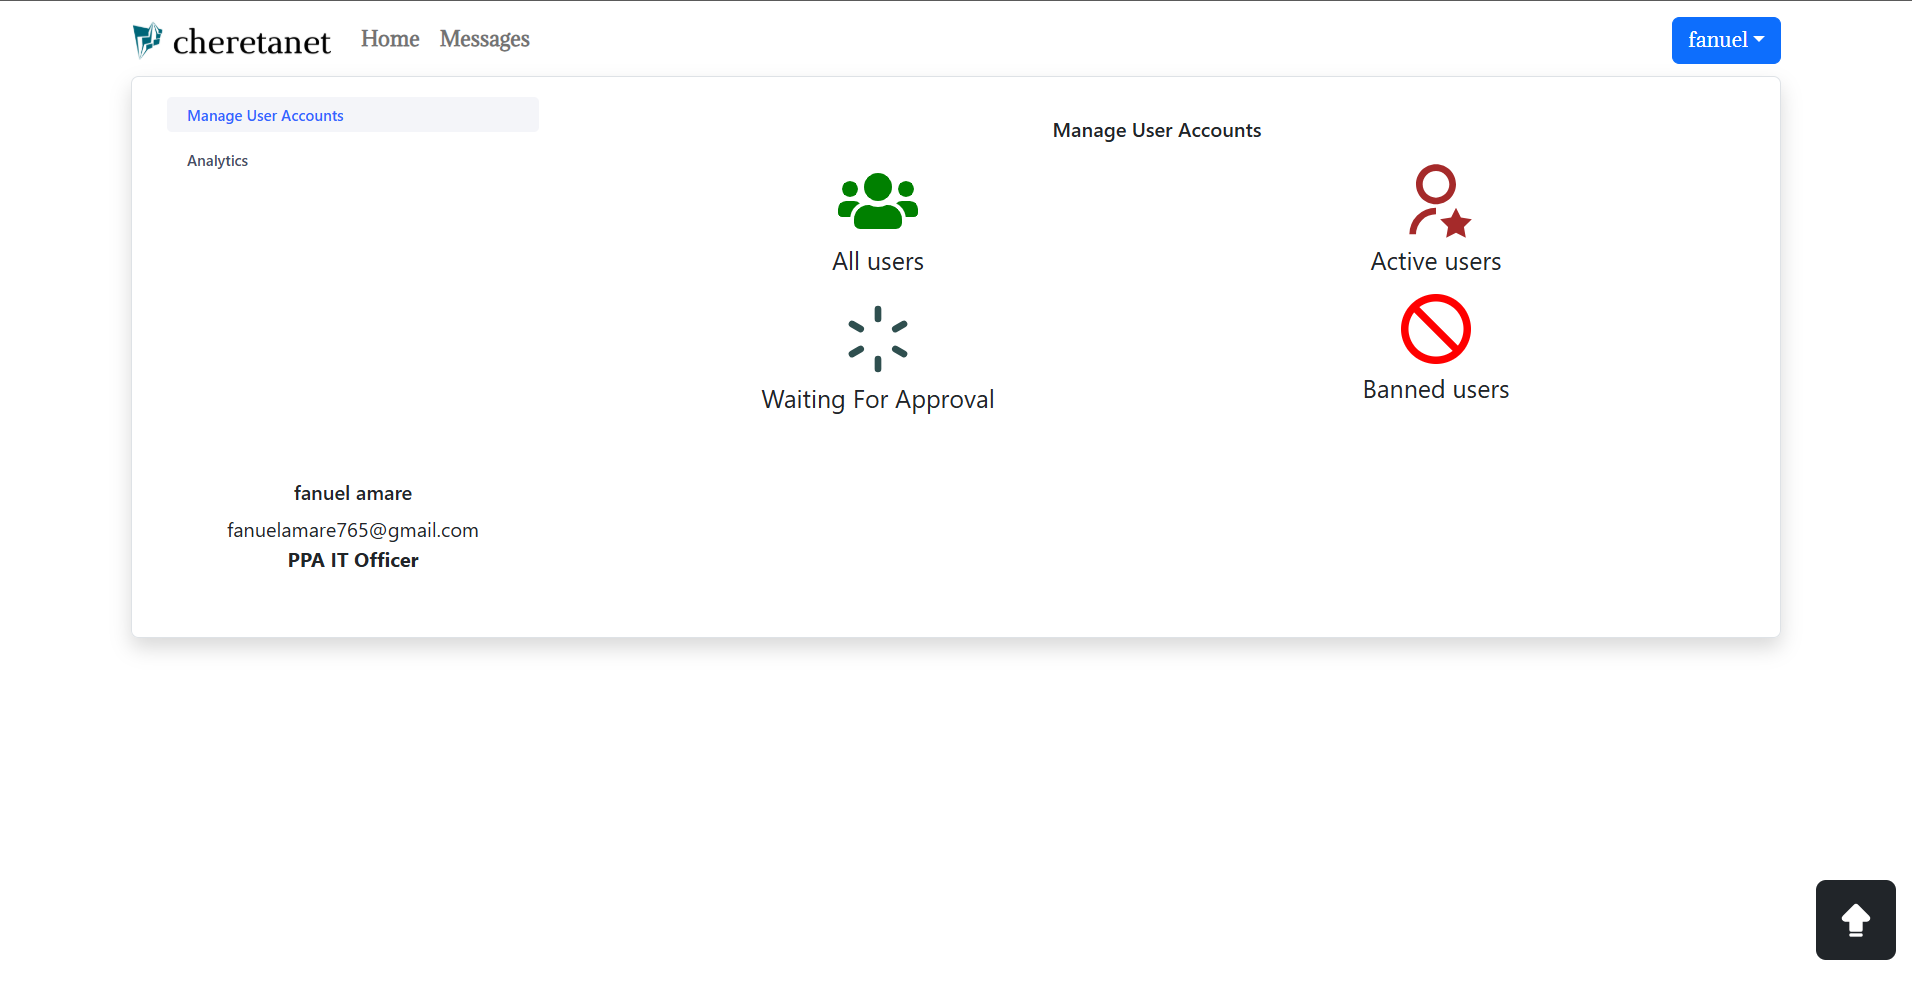 cheretanet
Home
Messages
fanuel
Manage User Accounts
Analytics
Manage User Accounts
All users
Active users
Waiting For Approval
Banned users
fanuel amare
fanuelamare765@gmail.com
PPA IT Officer